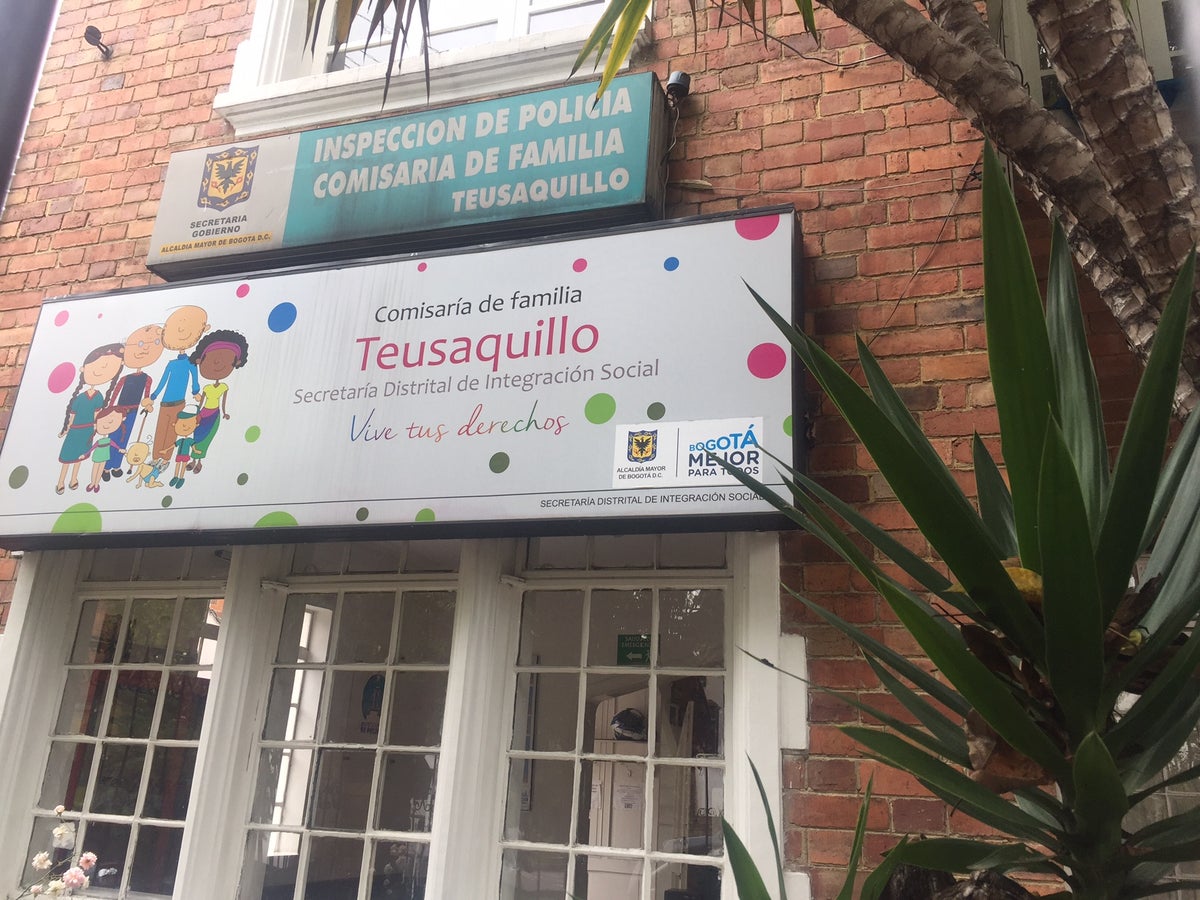 INSPECCION DE POLICIA
COMISARIA DE FAMILIA
TEUSAQUILLO
SECRETARIA
GOBIERNO
ALCALDIA MAYOR DE BOGOTA D.C.
Comisaría de familia
Teusaquillo
Secretaría Distrital de Integración Social
Vive tus derechos
ALCALDÍA MAYOR
DE BOGOTÁ D.C.
BOGOTÁ
MEJOR
PARA TODOS
SECRETARÍA DISTRITAL DE INTEGRACIÓN SOCIAL